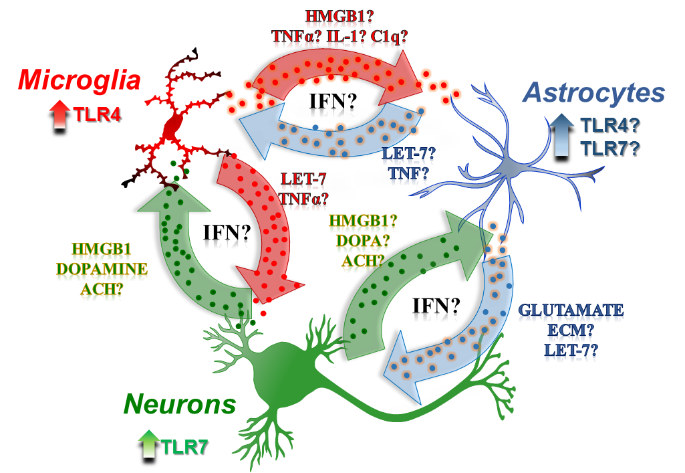 HMGB1?
TNFα? IL-1? C1q?
Microglia
TLR4
IFN?
Astrocytes
TLR4?
TLR7?
LET-7?
TNF?
LET-7
TNFα?
IFN?
HMGB1
DOPAMINE
ACH?
HMGB1?
DOPA?
ACH?
IFN?
GLUTAMATE
ECM?
LET-7?
Neurons
TLR7